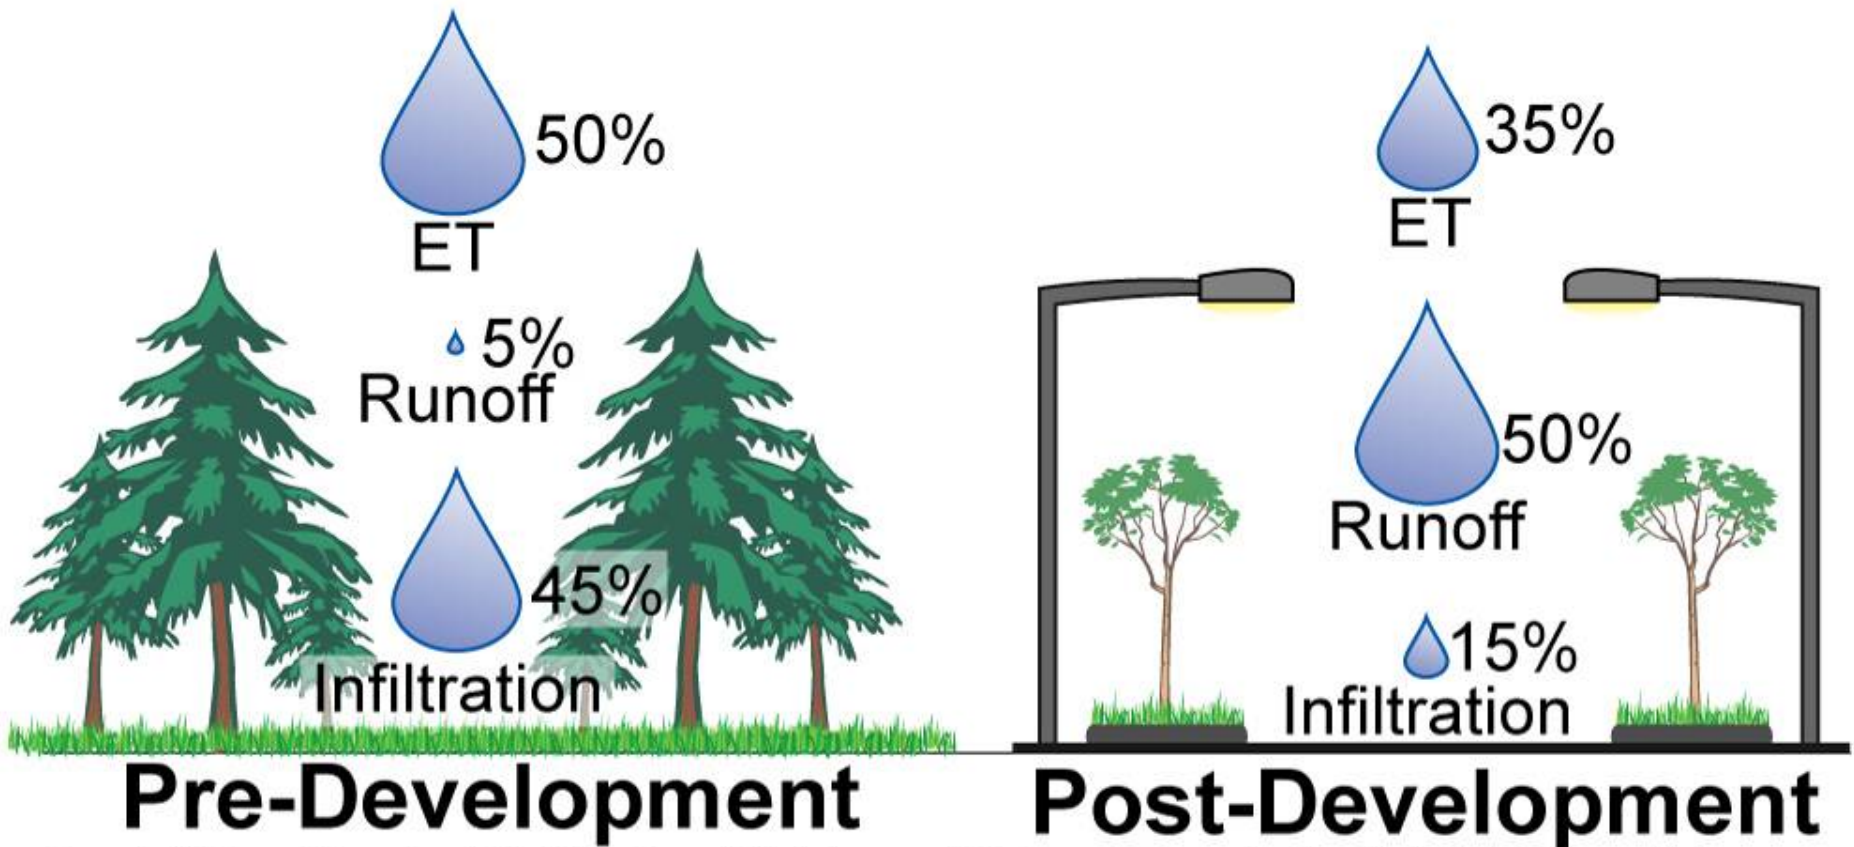 50%
ET
5%
Runoff
45%
Infiltration
Pre-Development
35%
ET
50%
Runoff
15%
Infiltration
Post-Development